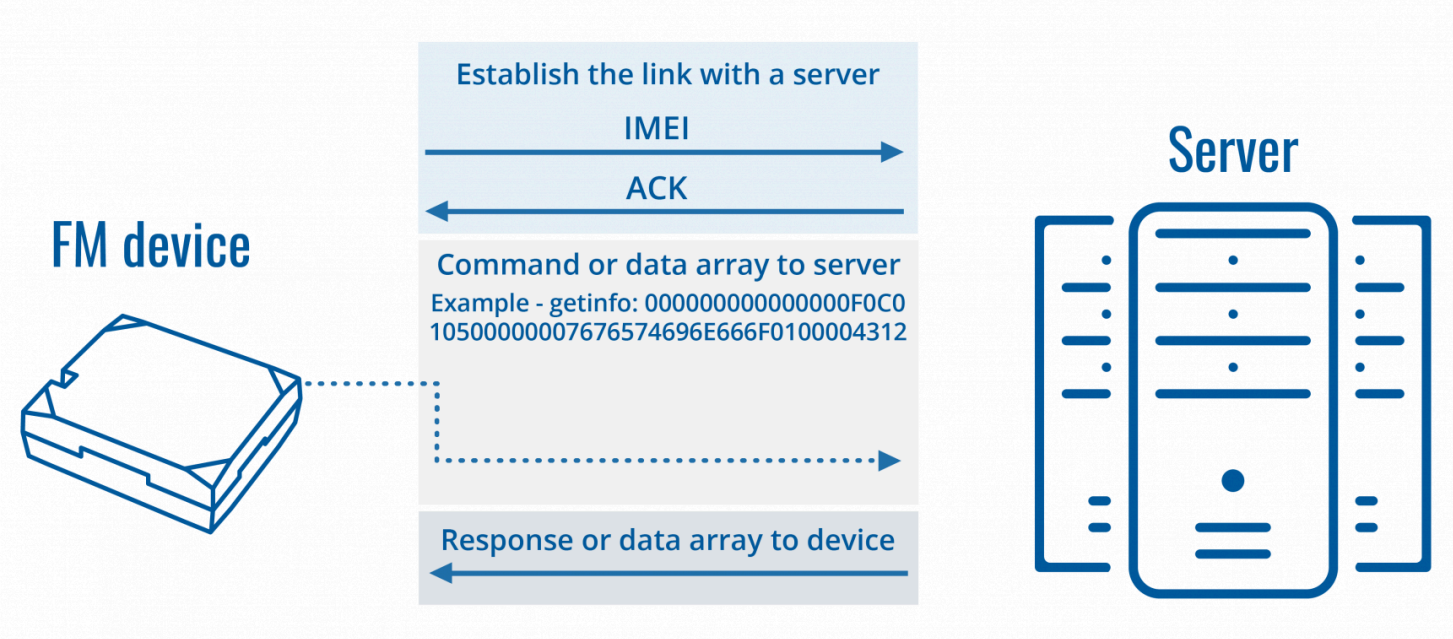 Establish the link with a server
IMEI
ACK
Server
FM device
Command or data array to server
Example - getinfo: 000000000000000F0C0
10500000007676574696E666F0100004312
Response or data array to device